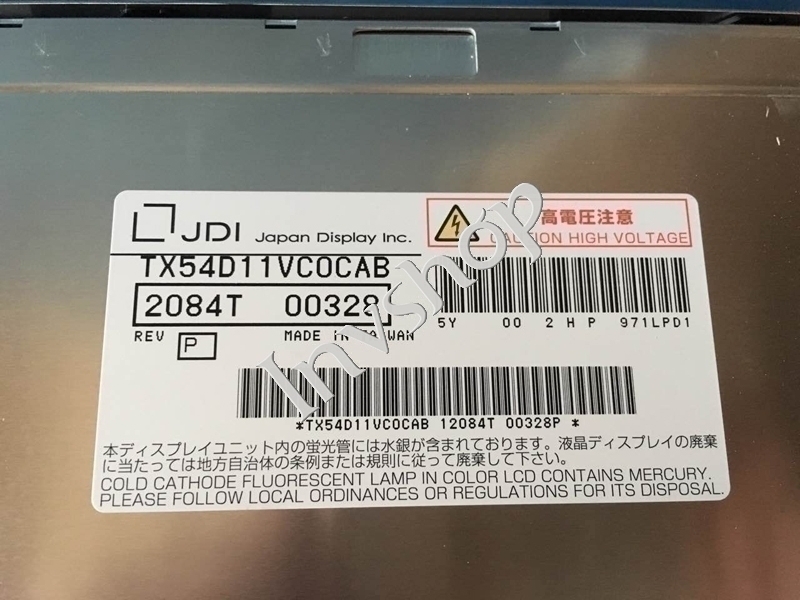 JDI Japan Display Inc.
高電圧注意
CAUTION HIGH VOLTAGE
TX54D11VC0CAB
2084T 00328
5Y 00 2 H P 971LPD1
REV P MADE IN TAIWAN
*TX54D11VC0CAB 12084T 00328P *
本ディスプレイユニット内の蛍光管には水銀が含まれております。液晶ディスプレイの廃棄
に当たっては地方自治体の条例または規則に従って廃棄して下さい。
COLD CATHODE FLUORESCENT LAMP IN COLOR LCD CONTAINS MERCURY.
PLEASE FOLLOW LOCAL ORDINANCES OR REGULATIONS FOR ITS DISPOSAL.
Invshop